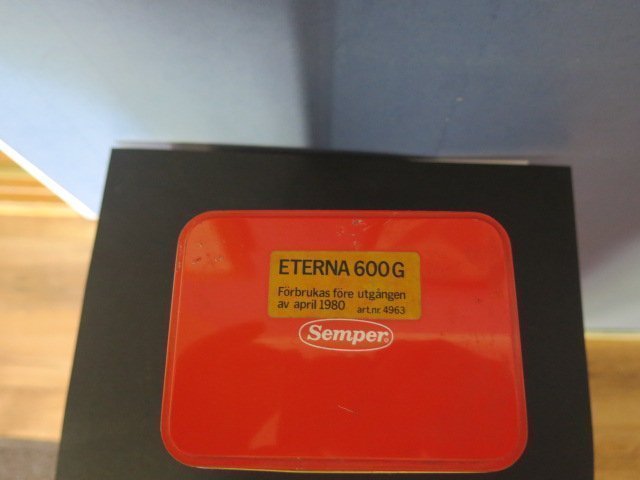 ETERNA 600 G
Förbrukas före utgången
av april 1980 art.nr. 4963
Semper®